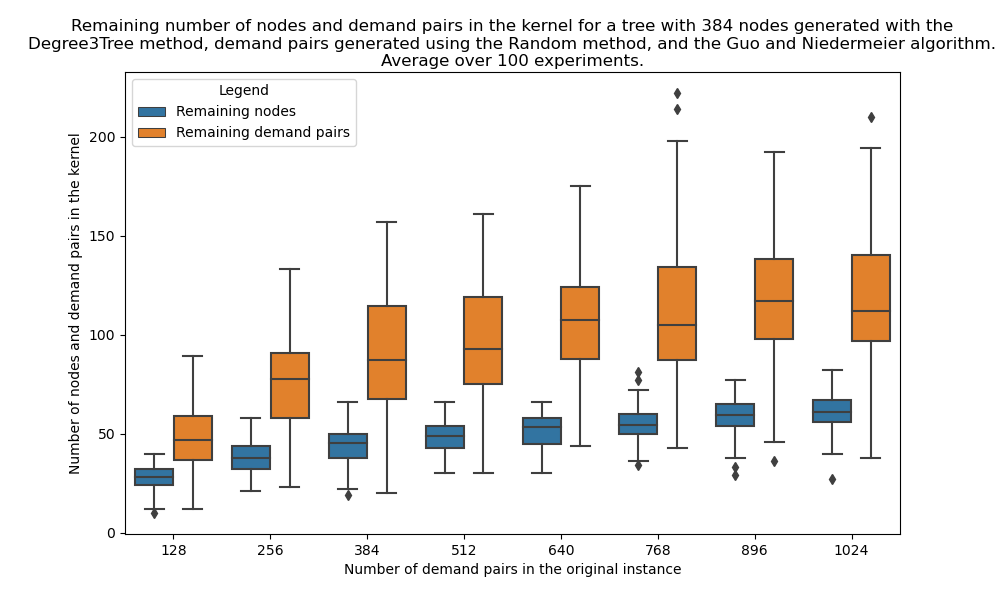 Remaining number of nodes and demand pairs in the kernel for a tree with 384 nodes generated with the
Degree3Tree method, demand pairs generated using the Random method, and the Guo and Niedermeier algorithm.
Average over 100 experiments.
Legend
Remaining nodes
Remaining demand pairs
Number of nodes and demand pairs in the kernel
200
150
100
50
0
128 256 384 512 640 768 896 1024
Number of demand pairs in the original instance